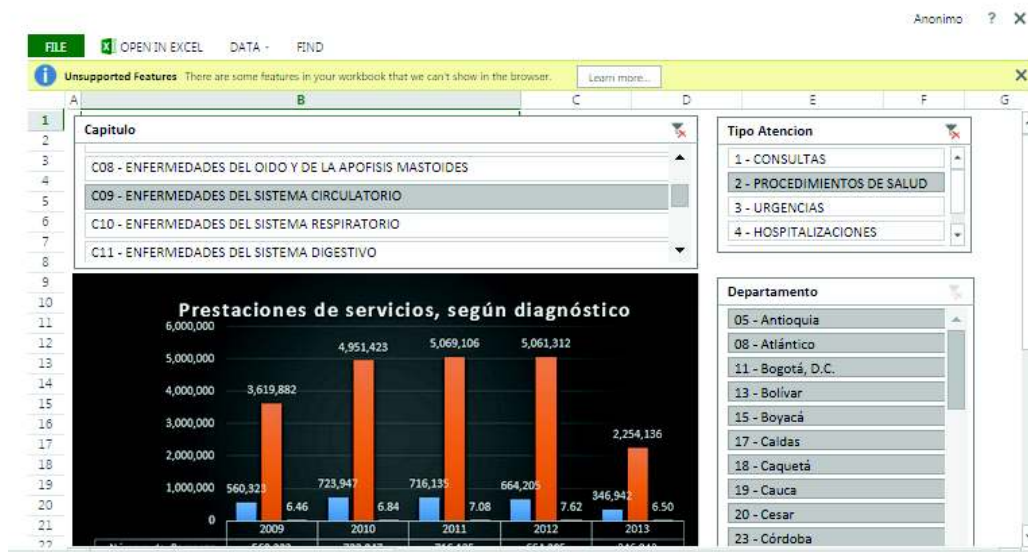 Anonimo ? X
FILE OPEN IN EXCEL DATA FIND
Unsupported Features There are some features in your workbook that we can't show in the browser. Learn more...
A B C D E F G
1
2
3
4
5
6
7
8
9
10
11
12
13
14
15
16
17
18
19
20
21
22
Capitulo
C08 - ENFERMEDADES DEL OIDO Y DE LA APOFISIS MASTOIDES
C09 - ENFERMEDADES DEL SISTEMA CIRCULATORIO
C10 - ENFERMEDADES DEL SISTEMA RESPIRATORIO
C11 - ENFERMEDADES DEL SISTEMA DIGESTIVO
Tipo Atencion
1 - CONSULTAS
2 - PROCEDIMIENTOS DE SALUD
3 - URGENCIAS
4 - HOSPITALIZACIONES
Prestaciones de servicios, según diagnóstico
6,000,000
5,000,000
4,000,000
3,000,000
2,000,000
1,000,000
0
3,619,882
4,951,423
5,069,106
5,061,312
2,254,136
560,323
723,947
716,135
664,205
346,942
6.46
6.84
7.08
7.62
6.50
2009 2010 2011 2012 2013
Departamento
05 - Antioquia
08 - Atlántico
11 - Bogotá, D.C.
13 - Bolívar
15 - Boyacá
17 - Caldas
18 - Caquetá
19 - Cauca
20 - Cesar
23 - Córdoba